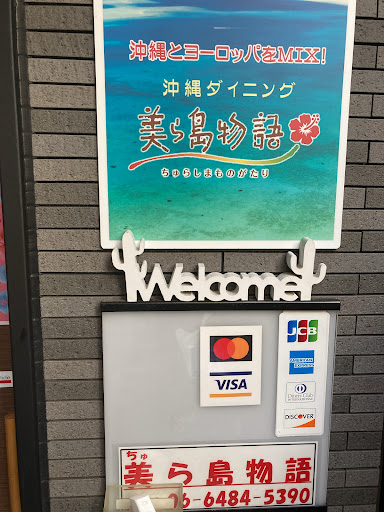 沖縄とヨーロッパをMIX!
沖縄ダイニング
美ら島物語
ちゅらしまものがたり
Welcome
VISA
JCB
AMERICAN EXPRESS
Diners Club
INTERNATIONAL
DISCOVER
ちゅ
美ら島物語
06-6484-5390